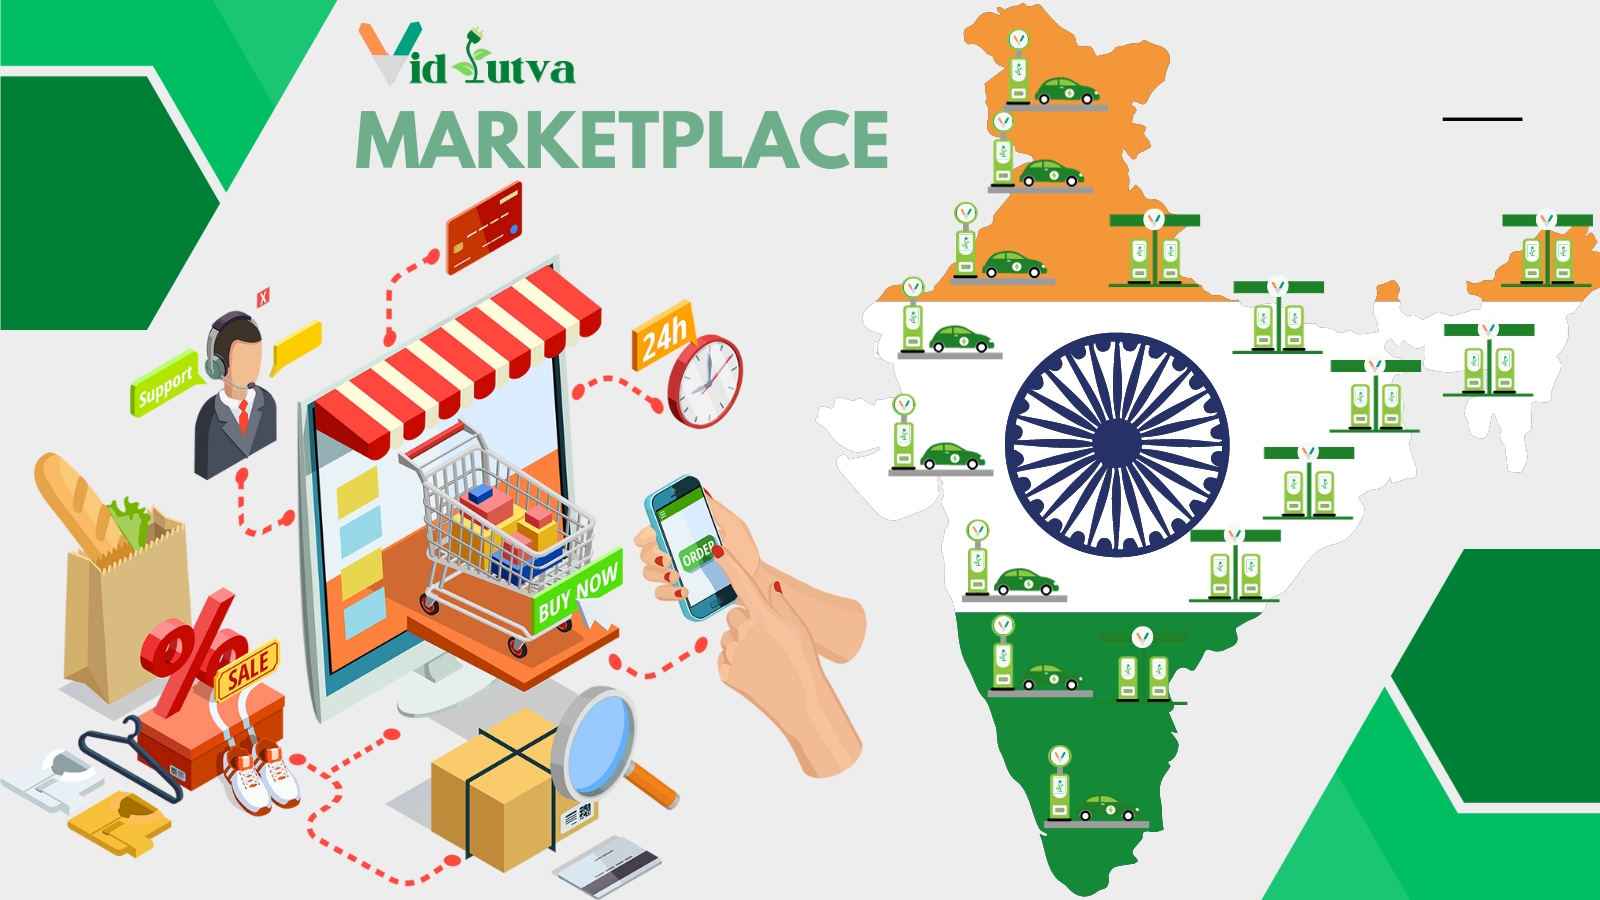 Vidyutva
MARKETPLACE
X
Support
24h
ORDER
BUY NOW
%
SALE